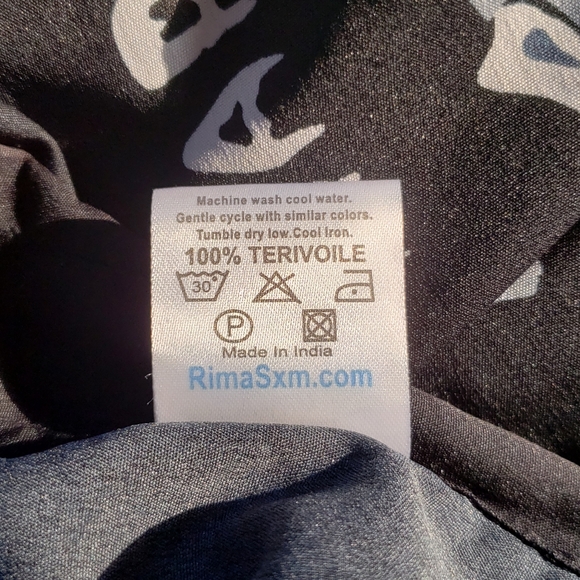 Machine wash cool water.
Gentle cycle with similar colors.
Tumble dry low.Cool Iron.
100% TERIVOILE
30°
P
Made In India
RimaSxm.com